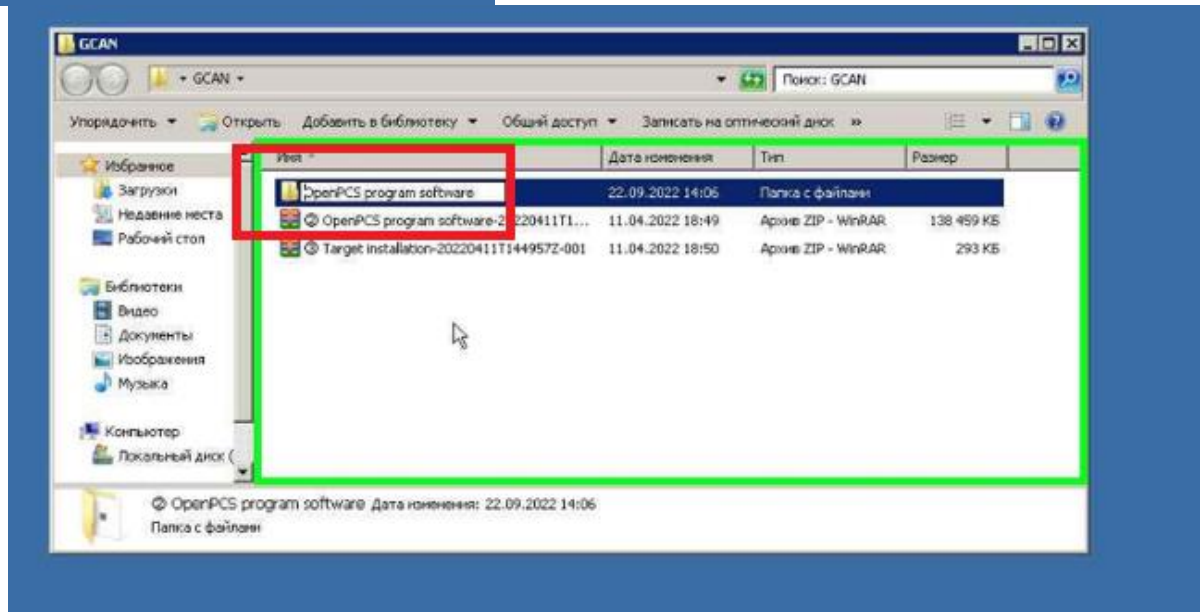 GCAN
GCAN
Поиск: GCAN
Упорядочить Открыть Добавить в библиотеку Общий доступ Записать на оптический диск »
Имя Дата изменения Тип Размер
Избранное
Загрузки
Недавние места
Рабочий стол
Библиотеки
Видео
Документы
Изображения
Музыка
Компьютер
Локальный диск (
OpenPCS program software 22.09.2022 14:06 Папка с файлами
② OpenPCS program software-20220411T1... 11.04.2022 18:49 Архив ZIP - WinRAR 138 459 КБ
③ Target installation-20220411T144957Z-001 11.04.2022 18:50 Архив ZIP - WinRAR 293 КБ
② OpenPCS program software Дата изменения: 22.09.2022 14:06
Папка с файлами